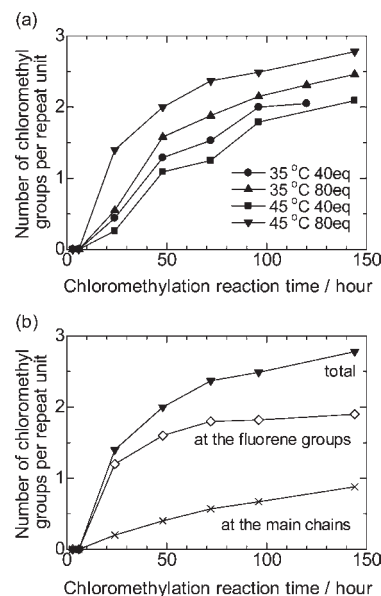 (a)
3
2
1
0
Number of chloromethyl
groups per repeat unit
35 °C 40eq
35 °C 80eq
45 °C 40eq
45 °C 80eq
0 50 100 150
Chloromethylation reaction time / hour
(b)
3
2
1
0
Number of chloromethyl
groups per repeat unit
total
at the fluorene groups
at the main chains
0 50 100 150
Chloromethylation reaction time / hour